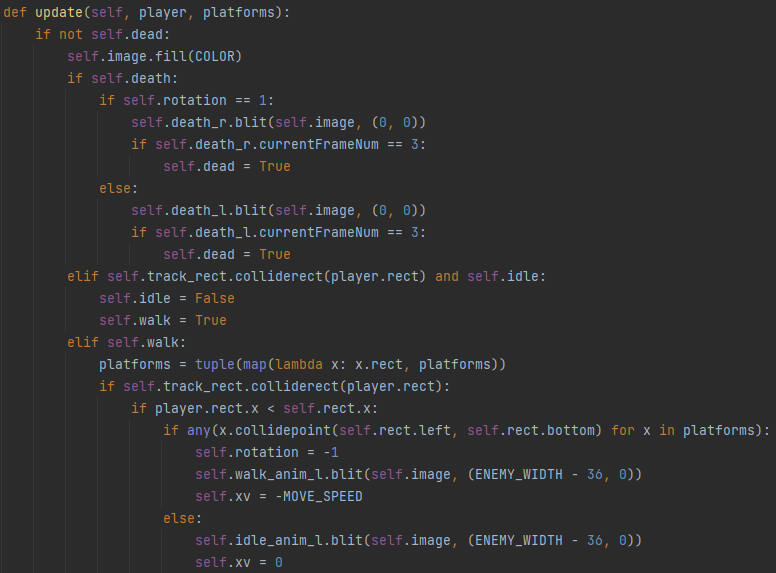 def update(self, player, platforms):
    if not self.dead:
        self.image.fill(COLOR)
        if self.death:
            if self.rotation == 1:
                self.death_r.blit(self.image, (0, 0))
                if self.death_r.currentFrameNum == 3:
                    self.dead = True
            else:
                self.death_l.blit(self.image, (0, 0))
                if self.death_l.currentFrameNum == 3:
                    self.dead = True
        elif self.track_rect.colliderect(player.rect) and self.idle:
            self.idle = False
            self.walk = True
        elif self.walk:
            platforms = tuple(map(lambda x: x.rect, platforms))
            if self.track_rect.colliderect(player.rect):
                if player.rect.x < self.rect.x:
                    if any(x.collidepoint(self.rect.left, self.rect.bottom) for x in platforms):
                        self.rotation = -1
                        self.walk_anim_l.blit(self.image, (ENEMY_WIDTH - 36, 0))
                        self.xv = -MOVE_SPEED
                    else:
                        self.idle_anim_l.blit(self.image, (ENEMY_WIDTH - 36, 0))
                        self.xv = 0